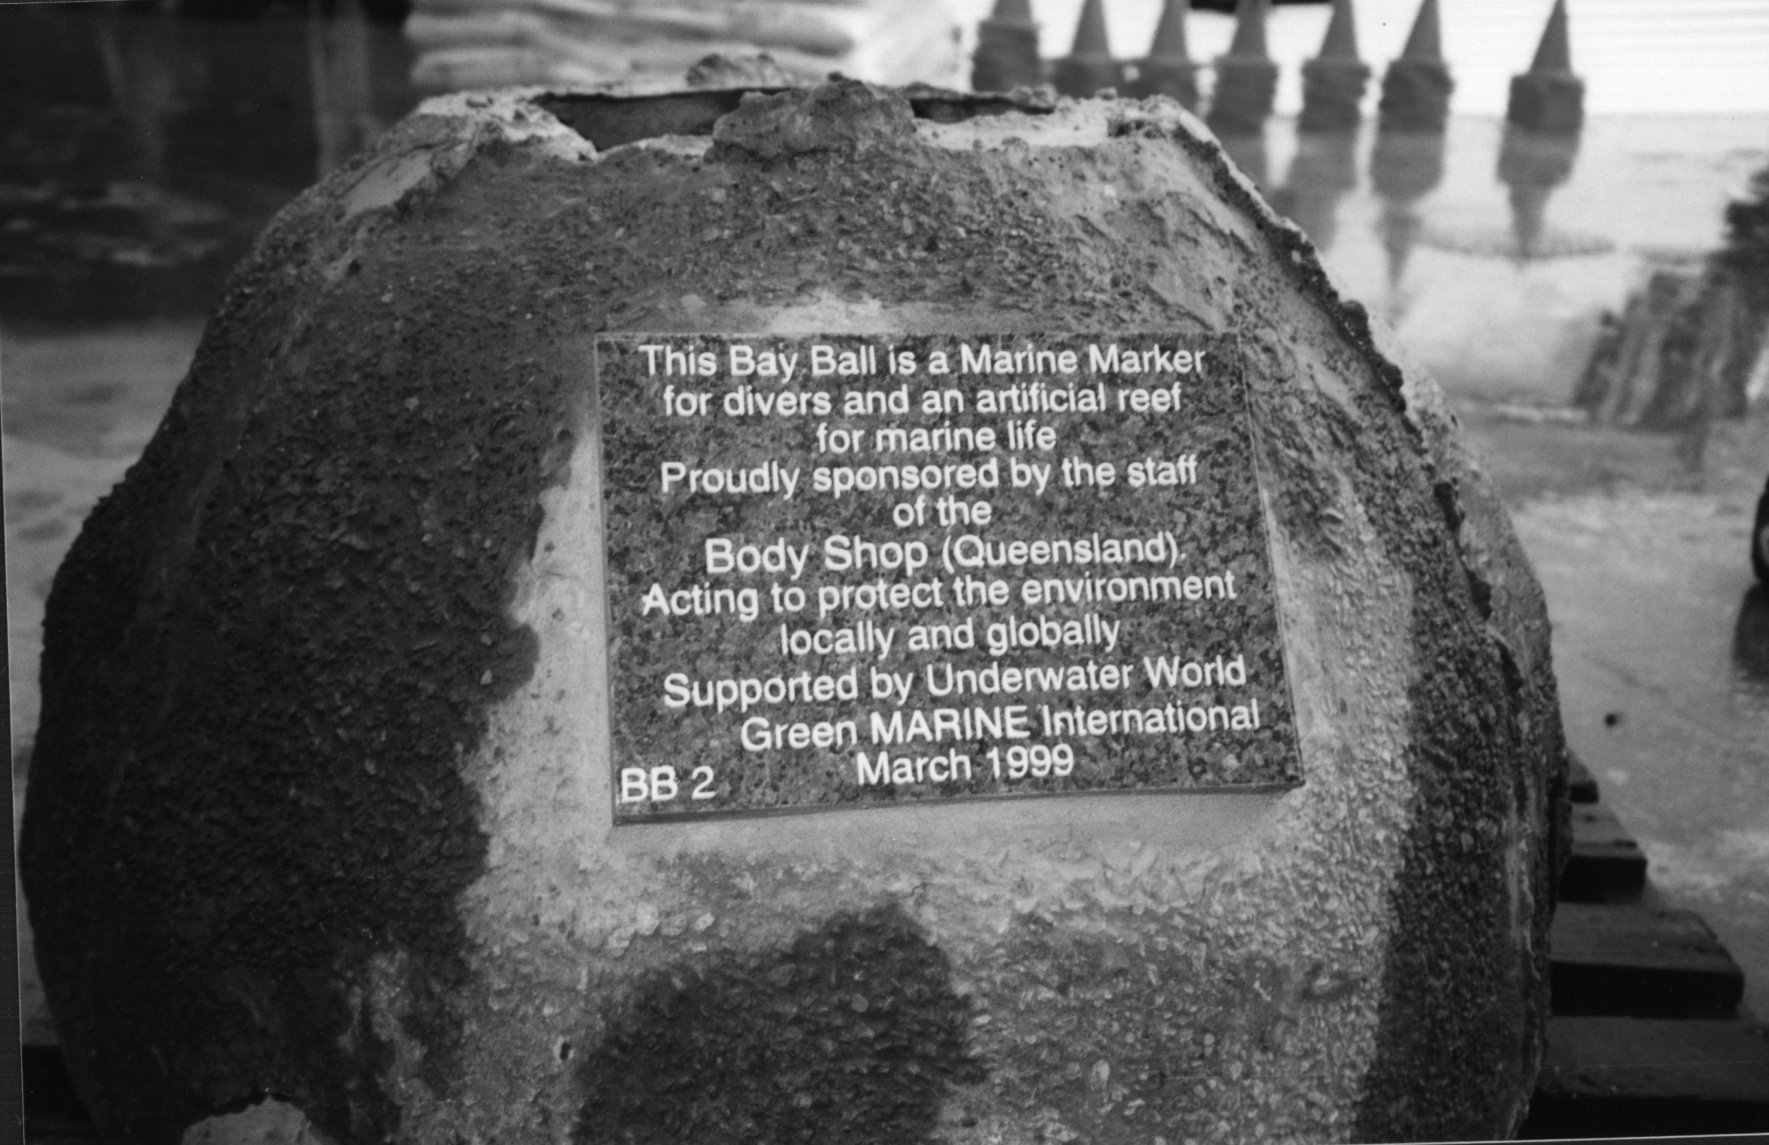 This Bay Ball is a Marine Marker
for divers and an artificial reef
for marine life
Proudly sponsored by the staff
of the
Body Shop (Queensland).
Acting to protect the environment
locally and globally
Supported by Underwater World
Green MARINE International
March 1999
BB 2